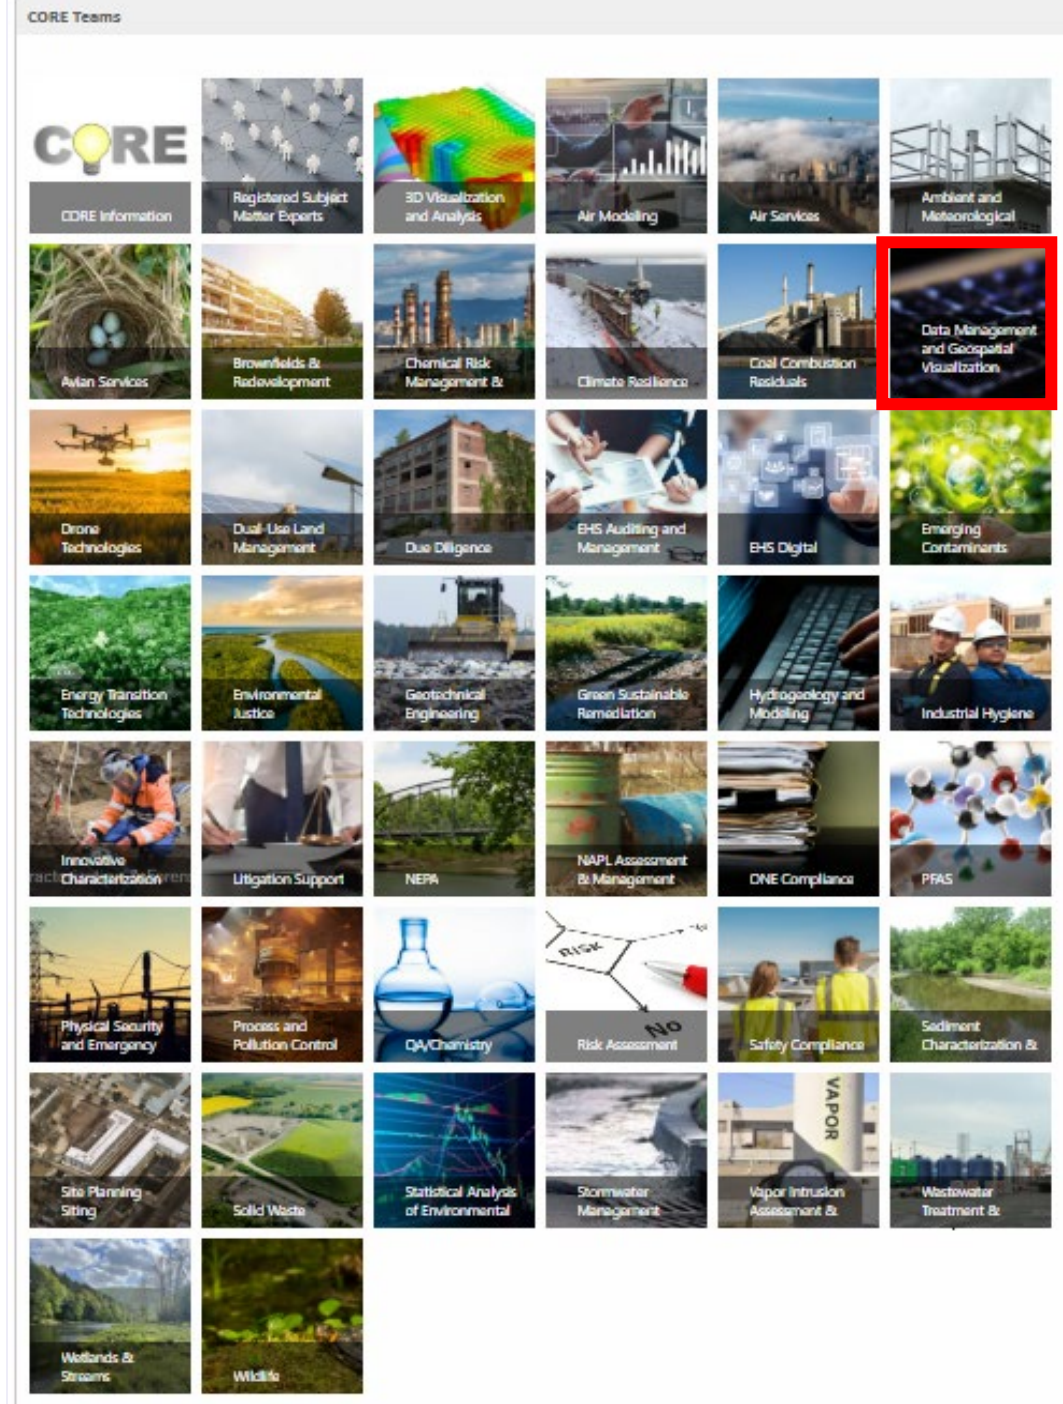 CORE Teams
CORE
CORE Information
Registered Subject
Matter Experts
3D Visualization
and Analysis
Air Modeling
Air Services
Ambient and
Meteorological
Avian Services
Brownfields &
Redevelopment
Chemical Risk
Management &
Climate Resilience
Coal Combustion
Residuals
Data Management
and Geospatial
Visualization
Drone
Technologies
Dual-Use Land
Management
Due Diligence
EHS Auditing and
Management
EHS Digital
Emerging
Contaminants
Energy Transition
Technologies
Environmental
Justice
Geotechnical
Engineering
Green Sustainable
Remediation
Hydrogeology and
Modeling
Industrial Hygiene
Innovative
Characterization
Litigation Support
NEPA
NAPL Assessment
& Management
ONE Compliance
PFAS
Physical Security
and Emergency
Process and
Pollution Control
QA/Chemistry
RISK
No
Risk Assessment
Safety Compliance
Sediment
Characterization &
Site Planning
Siting
Solid Waste
Statistical Analysis
of Environmental
Stormwater
Management
VAPOR
Vapor Intrusion
Assessment &
Wastewater
Treatment &
Wetlands &
Streams
Wildlife